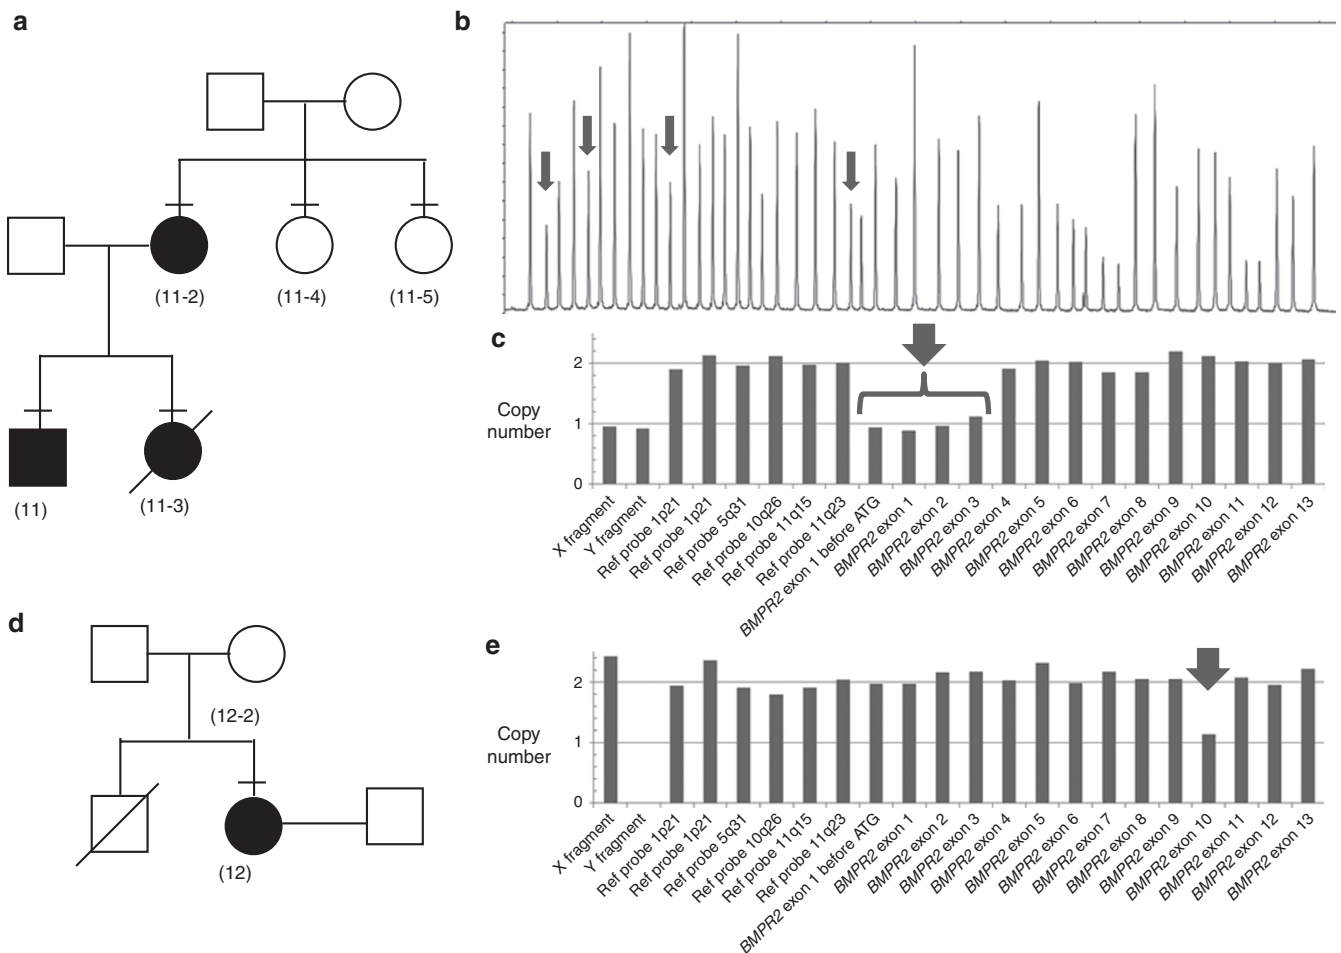 a
(11-2)
(11-4)
(11-5)
(11)
(11-3)
b
c
Copy
number
2
1
0
X fragment
Y fragment
Ref probe 1p21
Ref probe 1p21
Ref probe 5q31
Ref probe 10q26
Ref probe 11q15
Ref probe 11q23
BMPR2 exon 1 before ATG
BMPR2 exon 1
BMPR2 exon 2
BMPR2 exon 3
BMPR2 exon 4
BMPR2 exon 5
BMPR2 exon 6
BMPR2 exon 7
BMPR2 exon 8
BMPR2 exon 9
BMPR2 exon 10
BMPR2 exon 11
BMPR2 exon 12
BMPR2 exon 13
d
(12-2)
(12)
e
Copy
number
2
1
0
X fragment
Y fragment
Ref probe 1p21
Ref probe 1p21
Ref probe 5q31
Ref probe 10q26
Ref probe 11q15
Ref probe 11q23
BMPR2 exon 1 before ATG
BMPR2 exon 1
BMPR2 exon 2
BMPR2 exon 3
BMPR2 exon 4
BMPR2 exon 5
BMPR2 exon 6
BMPR2 exon 7
BMPR2 exon 8
BMPR2 exon 9
BMPR2 exon 10
BMPR2 exon 11
BMPR2 exon 12
BMPR2 exon 13